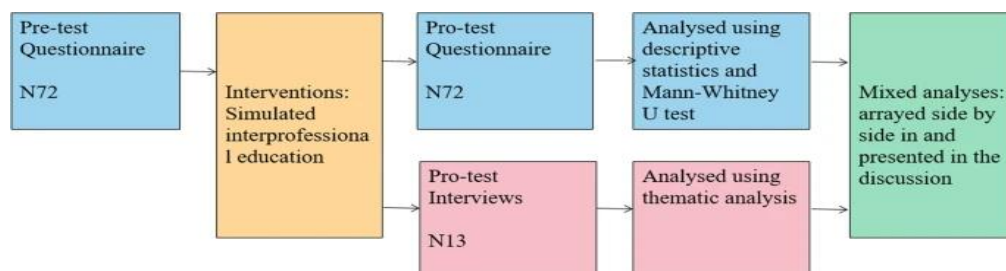 Pre-test
Questionnaire
N72
Interventions:
Simulated
interprofessiona
l education
Pro-test
Questionnaire
N72
Analysed using
descriptive
statistics and
Mann-Whitney
U test
Pro-test
Interviews
N13
Analysed using
thematic analysis
Mixed analyses:
arrayed side by
side in and
presented in the
discussion